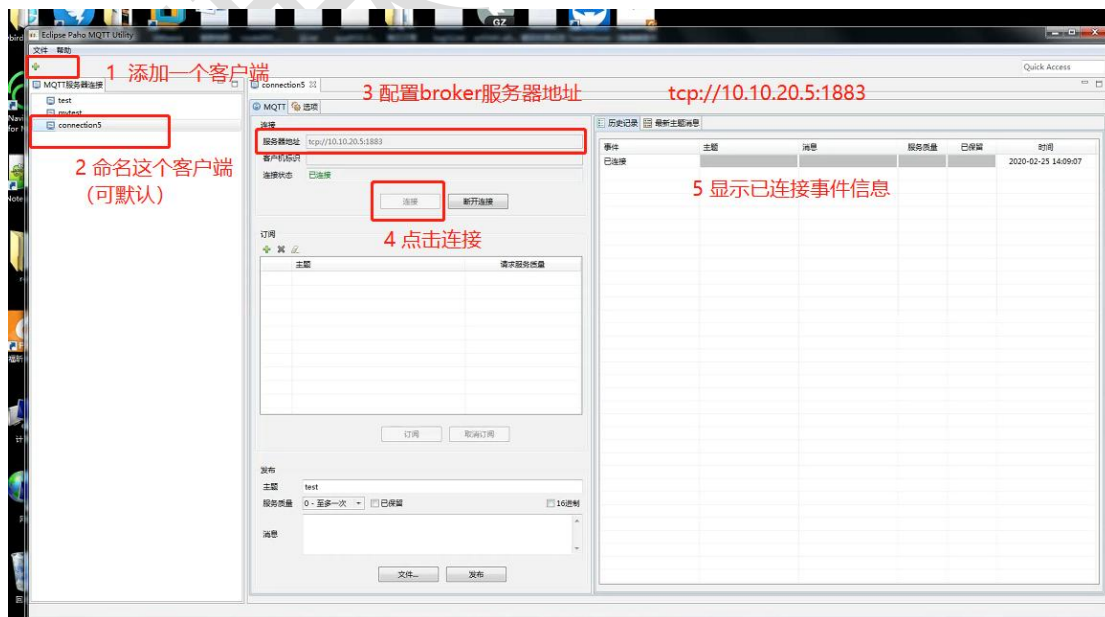 GZ
Eclipse Paho MQTT Utility
文件 帮助
1 添加一个客户端
Quick Access
MQTT服务器连接
test
mytest
connection5
2 命名这个客户端
(可默认)
connection5
3 配置broker服务器地址
tcp://10.10.20.5:1883
MQTT 选项
连接
服务器地址 tcp://10.10.20.5:1883
客户机标识
连接状态 已连接
连接 断开连接
4 点击连接
订阅
主题 请求服务质量
订阅 取消订阅
发布
主题 test
服务质量 0 - 至多一次 已保留 16进制
消息
文件... 发布
历史记录 最新主题消息
事件 主题 消息 服务质量 已保留 时间
已连接 2020-02-25 14:09:07
5 显示已连接事件信息